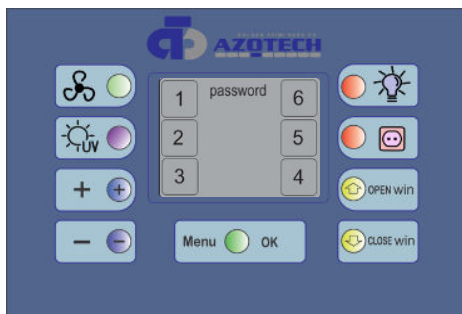 AZOTECH
password
1
6
2
5
3
4
UV
+ +
OPEN win
− −
Menu OK
CLOSE win